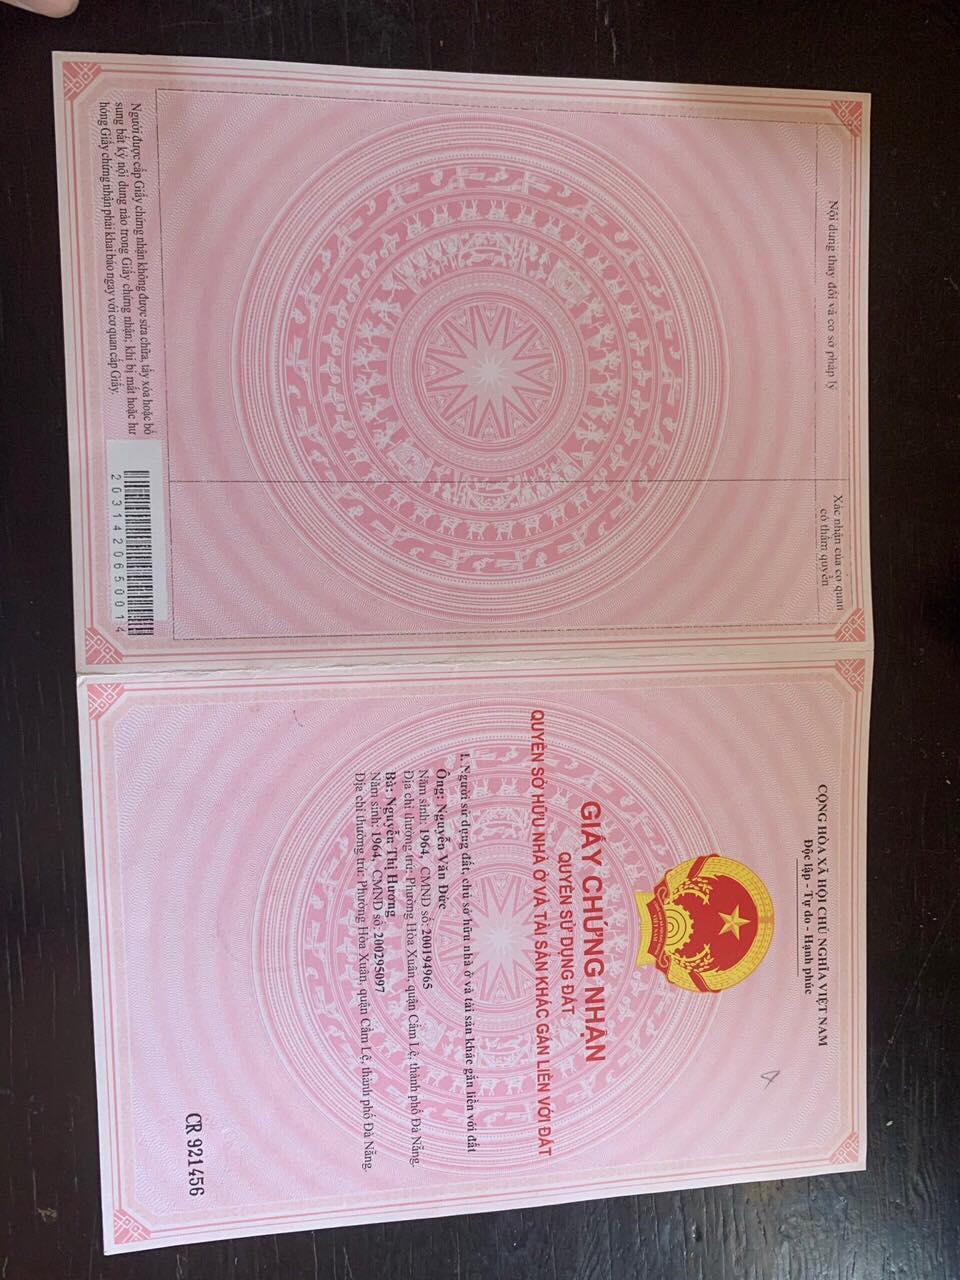 CỘNG HÒA XÃ HỘI CHỦ NGHĨA VIỆT NAM
Độc lập - Tự do - Hạnh phúc
GIẤY CHỨNG NHẬN
QUYỀN SỬ DỤNG ĐẤT
QUYỀN SỞ HỮU NHÀ Ở VÀ TÀI SẢN KHÁC GẮN LIỀN VỚI ĐẤT
I. Người sử dụng đất, chủ sở hữu nhà ở và tài sản khác gắn liền với đất
Ông: Nguyễn Văn Đức
Năm sinh: 1964, CMND số: 200194965
Địa chỉ thường trú: Phường Hòa Xuân, quận Cẩm Lệ, thành phố Đà Nẵng.
Bà: Nguyễn Thị Hương
Năm sinh: 1964, CMND số: 200295097
Địa chỉ thường trú: Phường Hòa Xuân, quận Cẩm Lệ, thành phố Đà Nẵng.
CR 921456
Nội dung thay đổi và cơ sở pháp lý
Xác nhận của cơ quan
có thẩm quyền
Người được cấp Giấy chứng nhận không được sửa chữa, tẩy xóa hoặc bổ
sung bất kỳ nội dung nào trong Giấy chứng nhận; khi bị mất hoặc hư
hỏng Giấy chứng nhận phải khai báo ngay với cơ quan cấp Giấy.
2031420650014